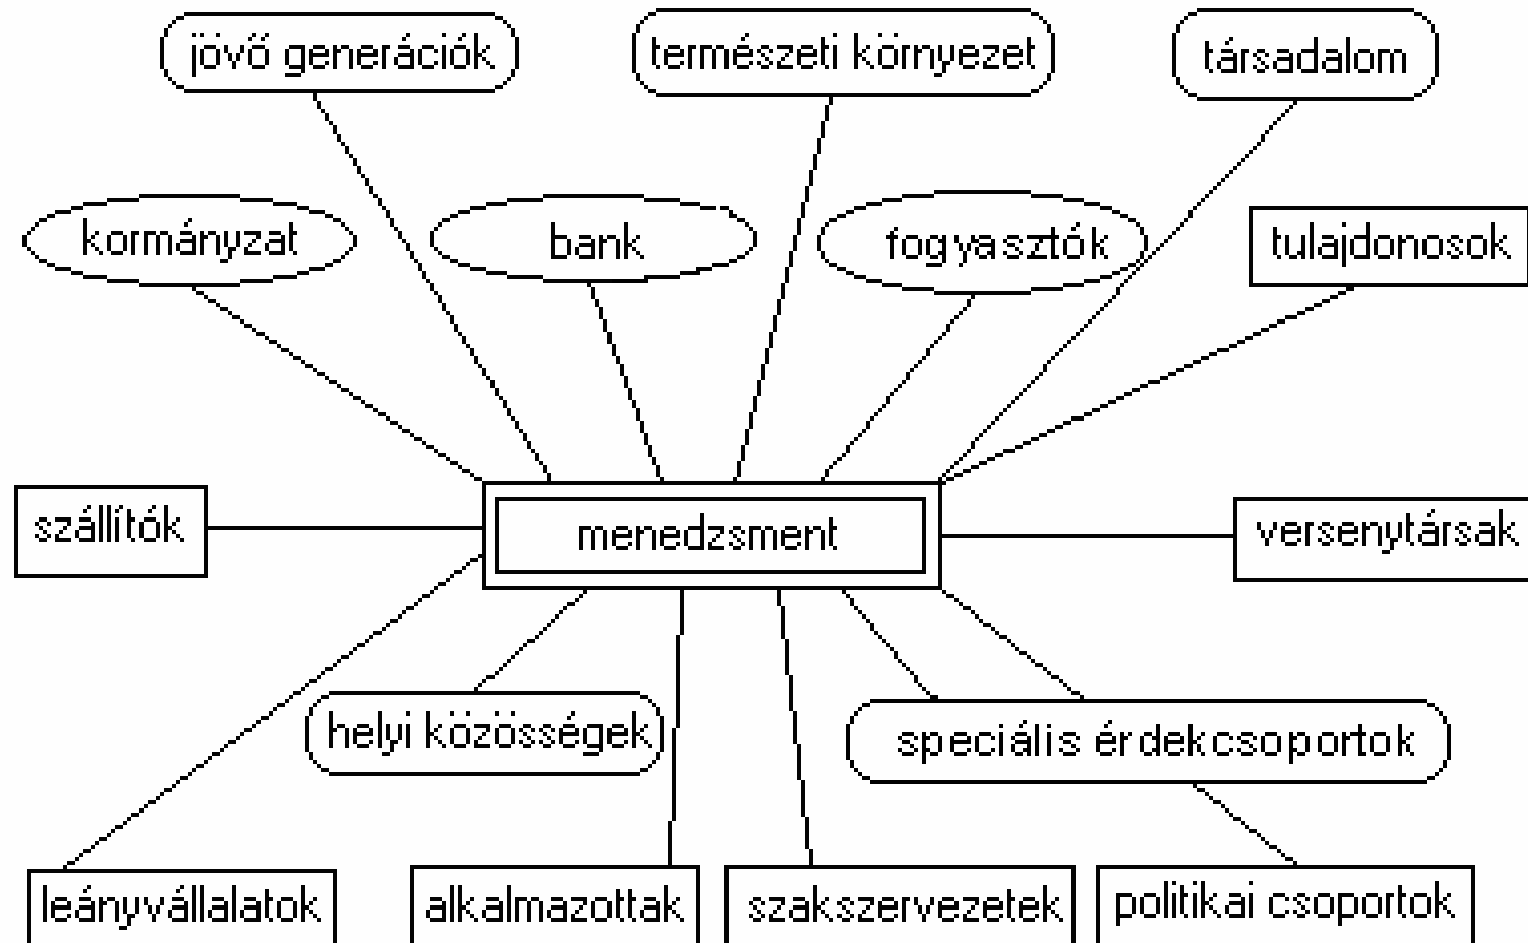 jövő generációk
természeti környezet
társadalom
kormányzat
bank
fogyasztók
tulajdonosok
szállítók
menedzsment
versenytársak
helyi közösségek
speciális érdekcsoportok
leányvállalatok
alkalmazottak
szakszervezetek
politikai csoportok